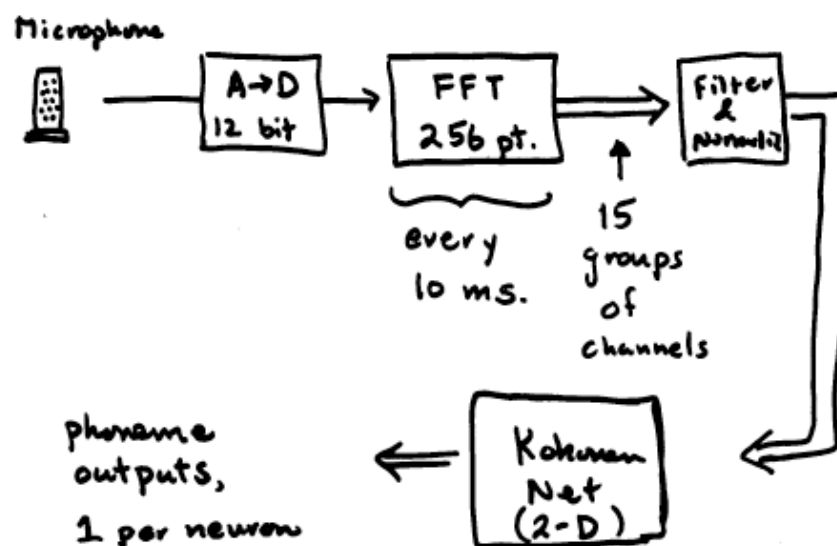 Microphone
A→D
12 bit
FFT
256 pt.
Filter
&
every
10 ms.
15
groups
of
channels
Kohonen
Net
(2-D)
phoneme
outputs,
1 per neuron